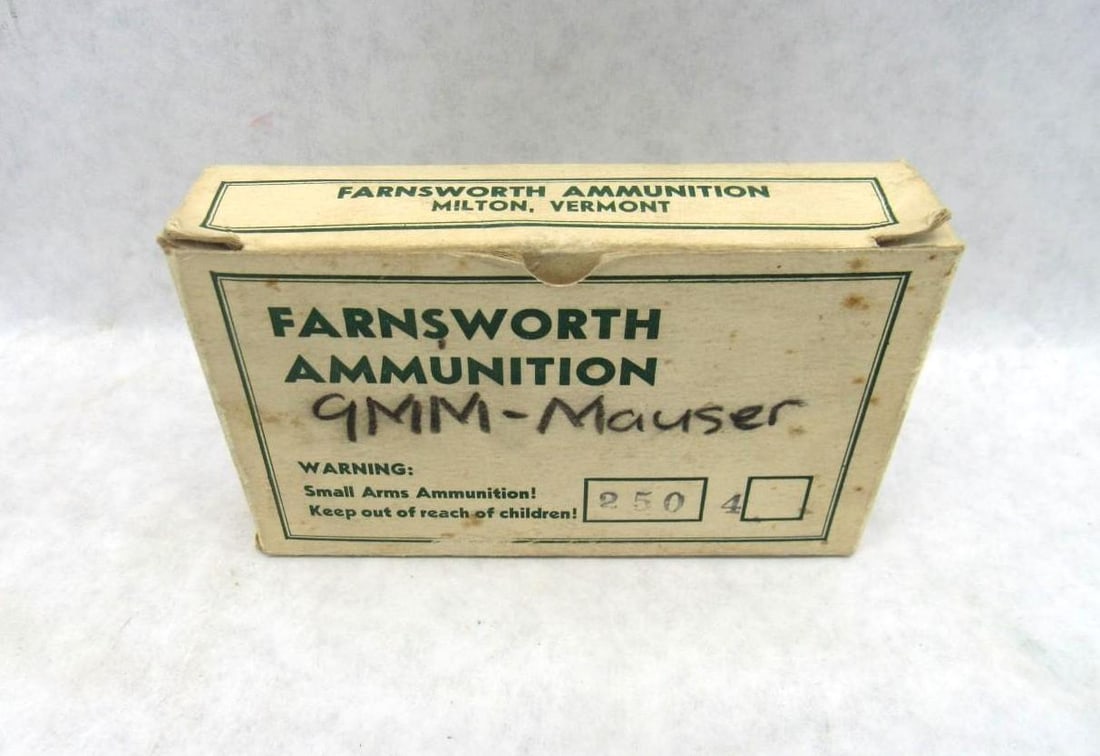 FARNSWORTH AMMUNITION
MILTON, VERMONT
FARNSWORTH
AMMUNITION
9MM-Mauser
WARNING:
Small Arms Ammunition!
Keep out of reach of children!
250 4